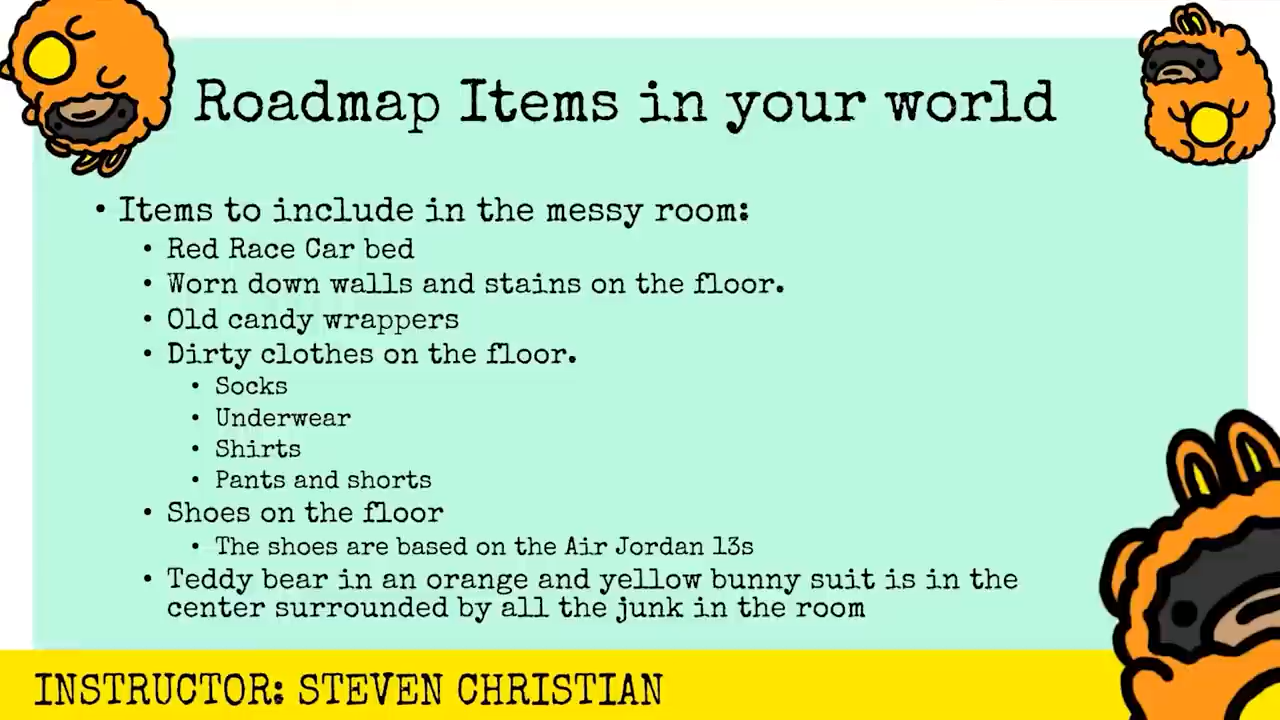 Roadmap Items in your world
• Items to include in the messy room:
• Red Race Car bed
• Worn down walls and stains on the floor.
• Old candy wrappers
• Dirty clothes on the floor.
• Socks
• Underwear
• Shirts
• Pants and shorts
• Shoes on the floor
• The shoes are based on the Air Jordan 13s
• Teddy bear in an orange and yellow bunny suit is in the
center surrounded by all the junk in the room
INSTRUCTOR: STEVEN CHRISTIAN